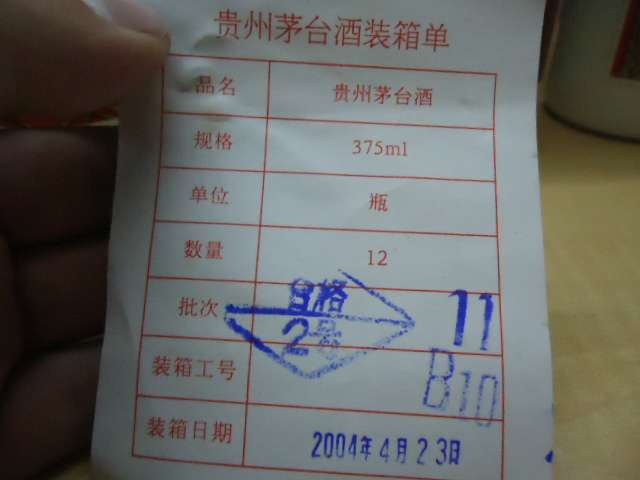 贵州茅台酒装箱单
品名 贵州茅台酒
规格 375ml
单位 瓶
数量 12
批次 合格 11
2号
装箱工号 B10
装箱日期 2004年4月23日